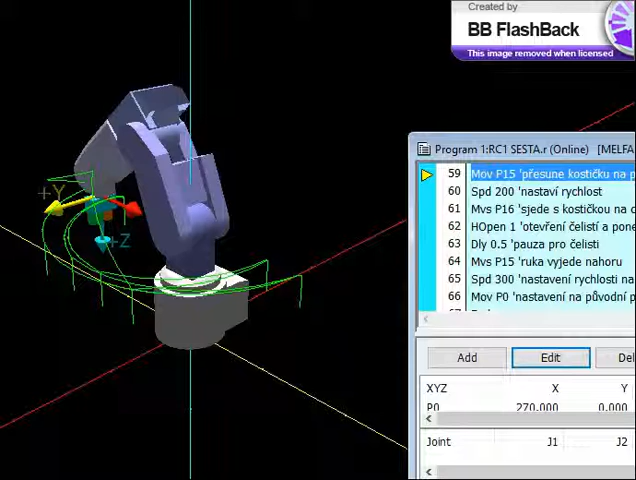 Created by
BB FlashBack
This image removed when licensed
Program 1:RC1 SESTA.r (Online) [MELFA
59 Mov P15 'přesune kostičku na p
60 Spd 200 'nastaví rychlost
61 Mvs P16 'sjede s kostičkou na
62 HOpen 1 'otevření čelistí a pone
63 Dly 0.5 'pauza pro čelisti
64 Mvs P15 'ruka vyjede nahoru
65 Spd 300 'nastavení rychlosti na
66 Mov P0 'nastavení na původní
+Y
+Z
Add Edit Del
XYZ X Y
P0 270.000 0.000
Joint J1 J2